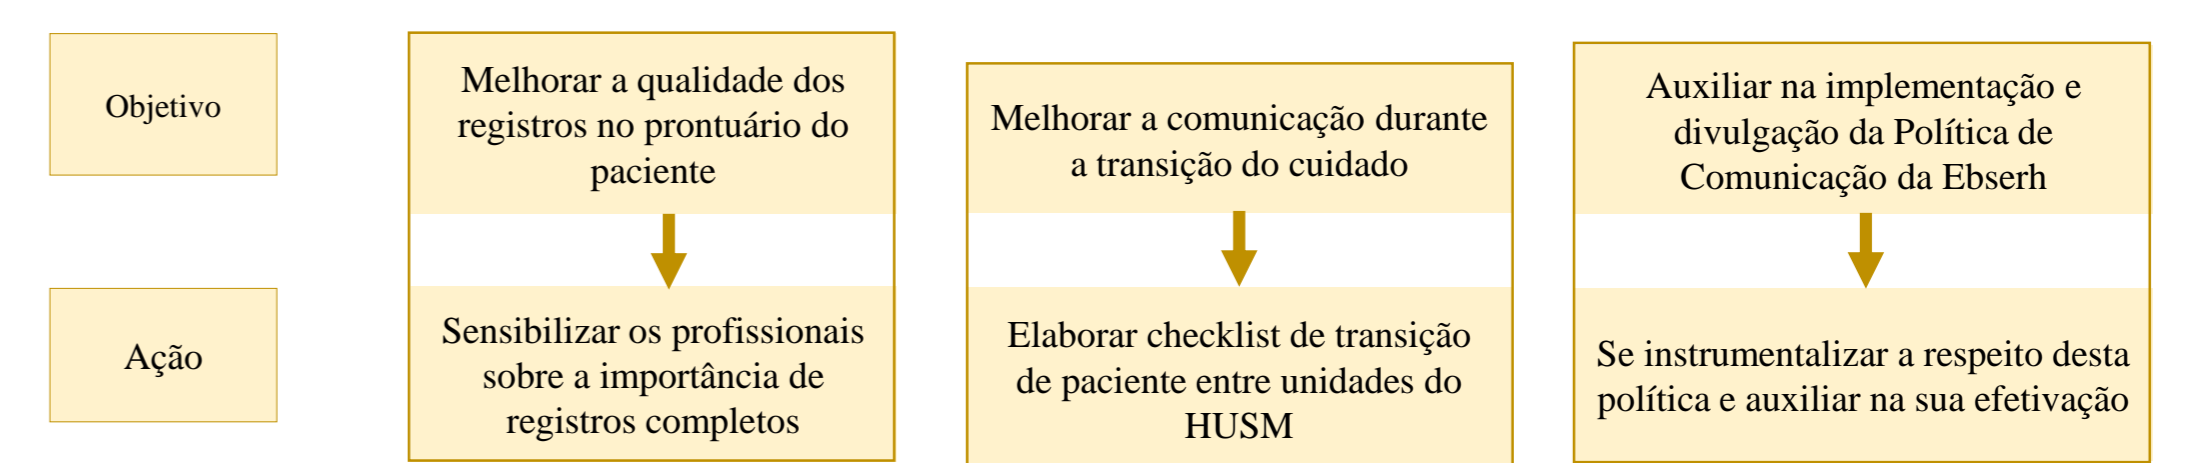 Objetivo
Melhorar a qualidade dos
registros no prontuário do
paciente
Melhorar a comunicação durante
a transição do cuidado
Auxiliar na implementação e
divulgação da Política de
Comunicação da Ebserh
Ação
Sensibilizar os profissionais
sobre a importância de
registros completos
Elaborar checklist de transição
de paciente entre unidades do
HUSM
Se instrumentalizar a respeito desta
política e auxiliar na sua efetivação